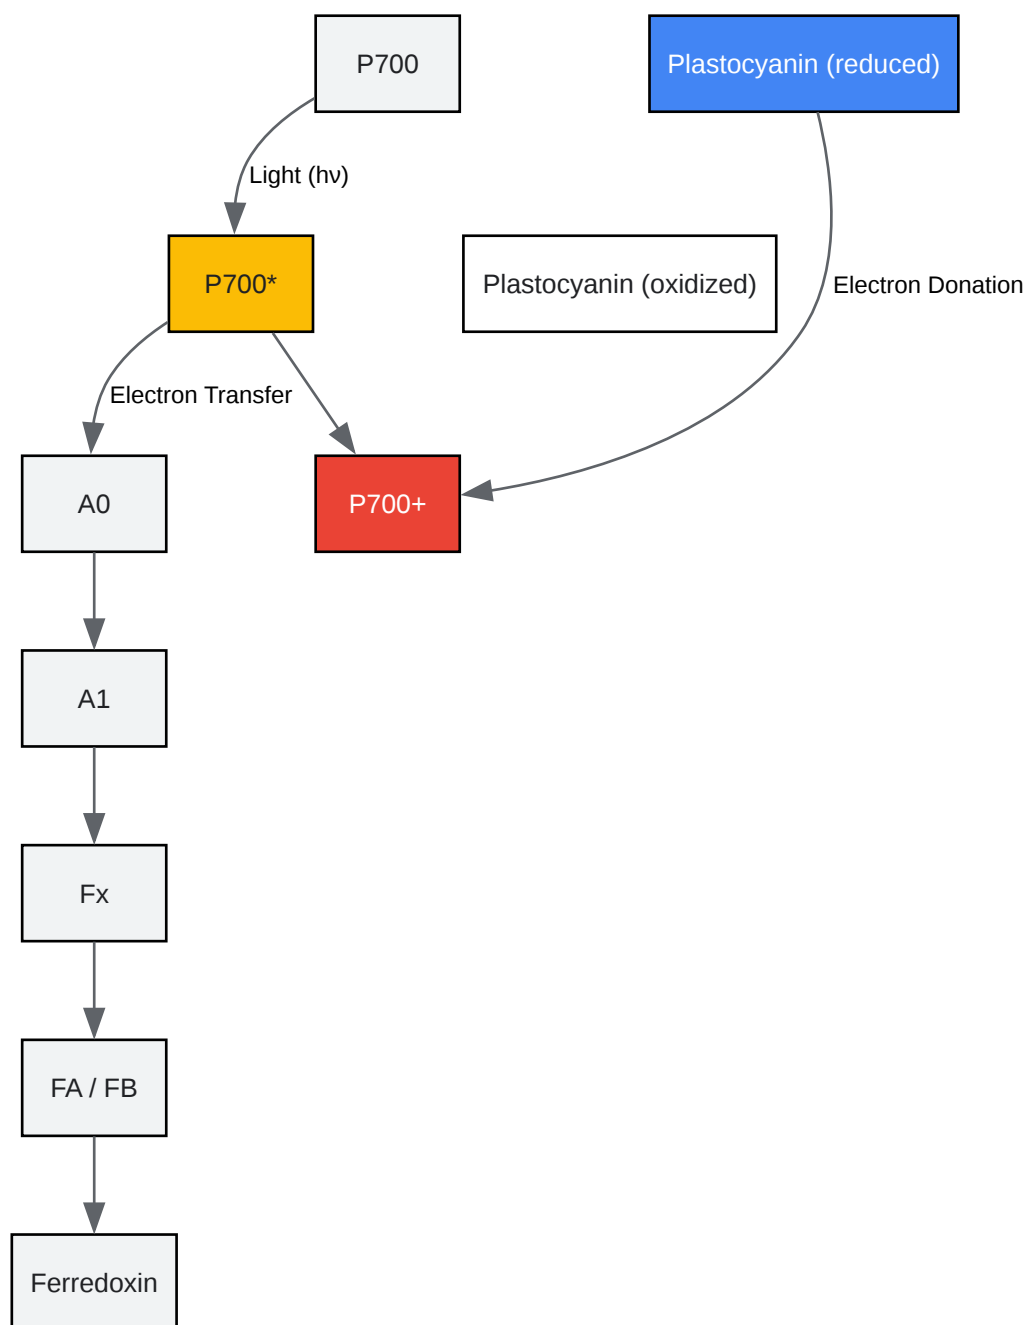 P700
Plastocyanin (reduced)
Light (hν)
P700*
Plastocyanin (oxidized)
Electron Donation
Electron Transfer
A0
P700+
A1
Fx
FA / FB
Ferredoxin